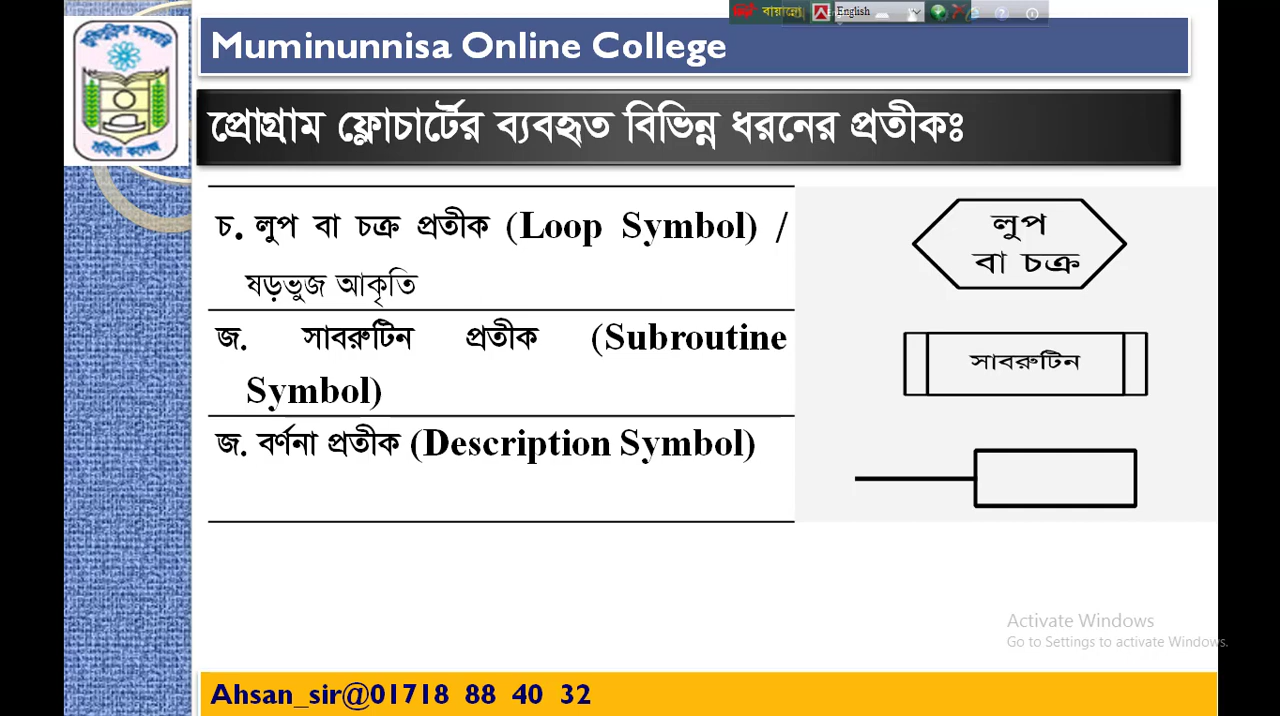 বায়ান্নো English
Muminunnisa Online College
প্রোগ্রাম ফ্লোচার্টের ব্যবহৃত বিভিন্ন ধরনের প্রতীকঃ
চ. লুপ বা চক্র প্রতীক (Loop Symbol) /
ষড়ভুজ আকৃতি
লুপ
বা চক্র
জ. সাবরুটিন প্রতীক (Subroutine
Symbol)
সাবরুটিন
জ. বর্ণনা প্রতীক (Description Symbol)
Activate Windows
Go to Settings to activate Windows.
Ahsan_sir@01718 88 40 32